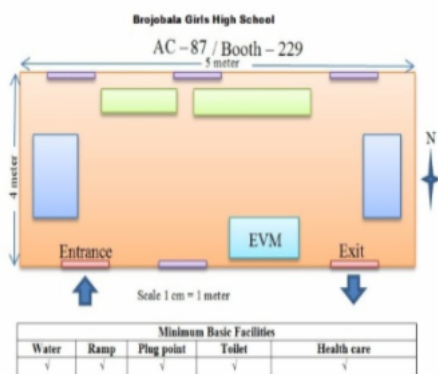 Brojobala Girls High School
AC – 87 / Booth – 229
5 meter
4 meter
N
EVM
Entrance
Exit
Scale 1 cm = 1 meter
Minimum Basic Facilities
Water Ramp Plug point Toilet Health care
√ √ √ √ √